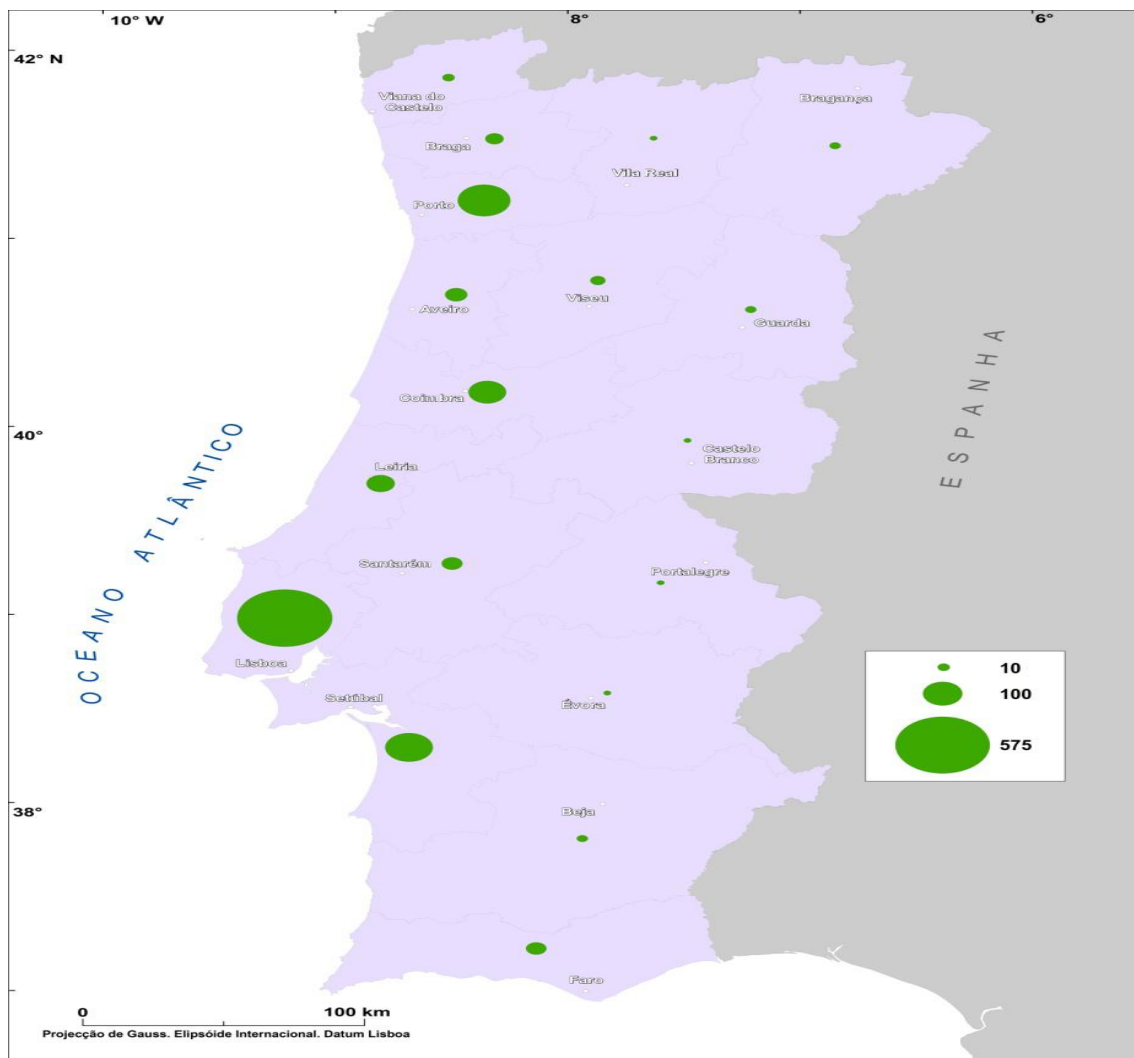 10° W
8°
6°
42° N
Viana do
Castelo
Bragança
Braga
Vila Real
Porto
Viseu
Aveiro
Guarda
Coimbra
40°
Castelo
Branco
Leiria
ESPANHA
OCEANO ATLÂNTICO
Santarém
Portalegre
Lisboa
Setúbal
Évora
10
100
575
38°
Beja
Faro
0
100 km
Projecção de Gauss. Elipsóide Internacional. Datum Lisboa